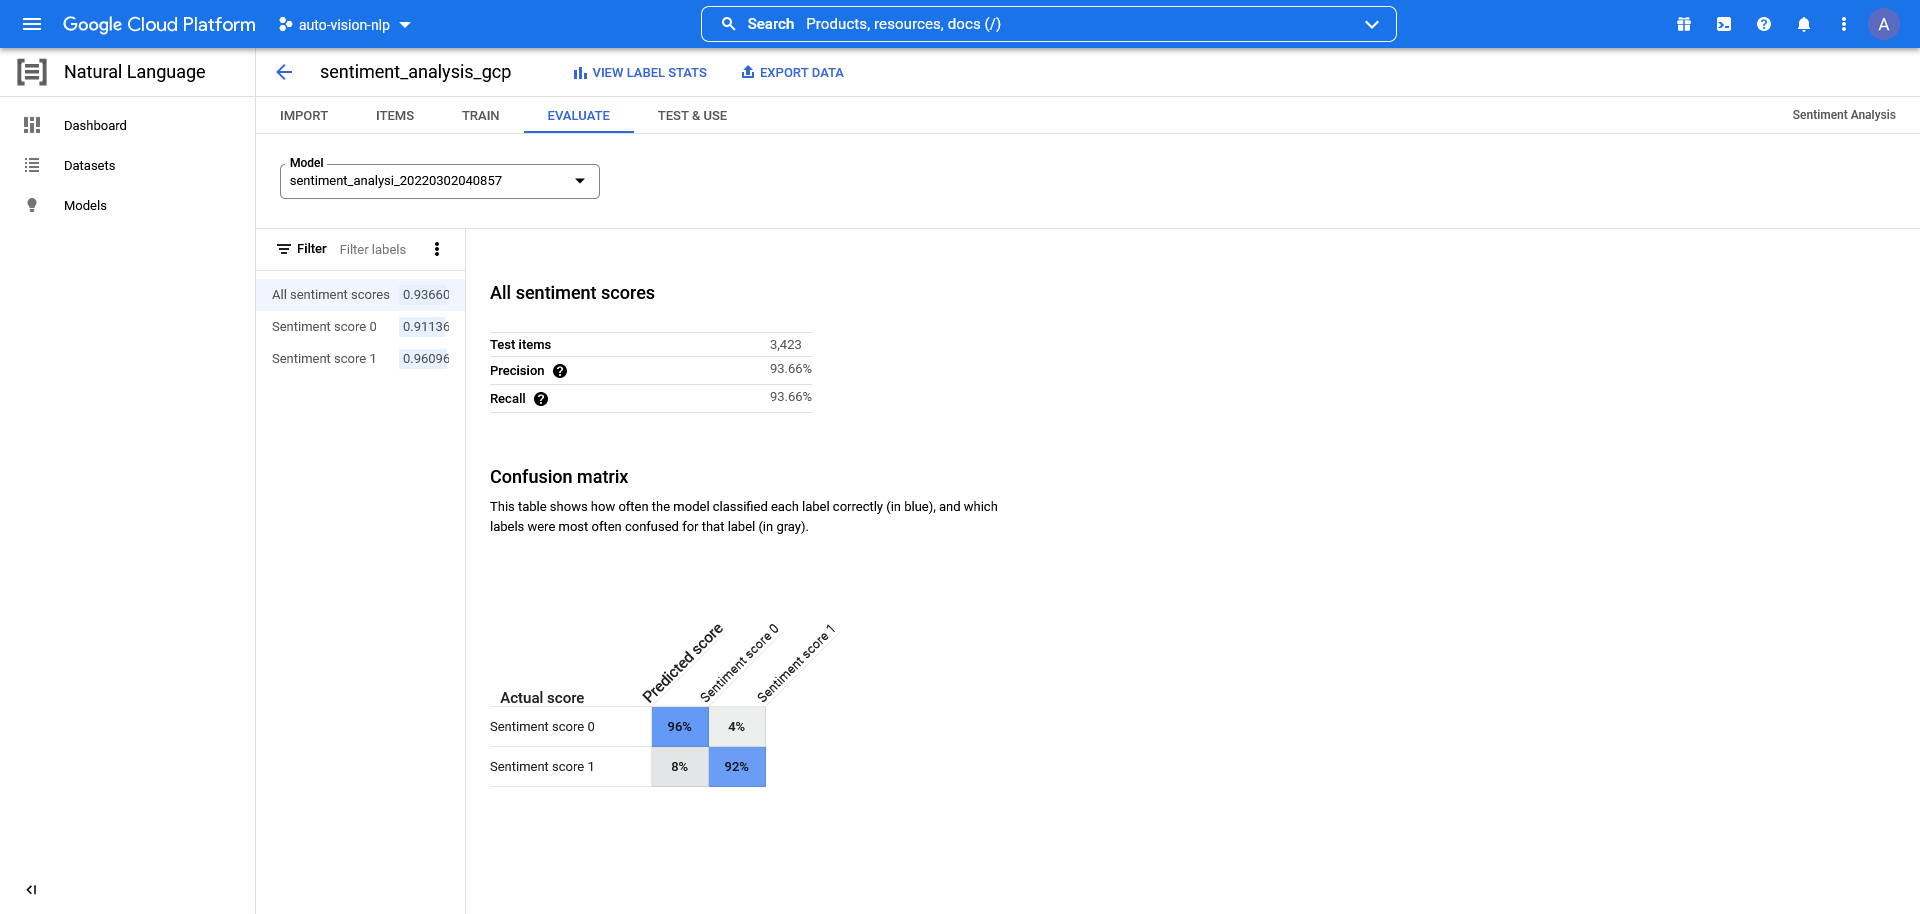 Google Cloud Platform auto-vision-nlp Search Products, resources, docs (/) A
Natural Language
sentiment_analysis_gcp VIEW LABEL STATS EXPORT DATA
Dashboard
Datasets
Models
IMPORT ITEMS TRAIN EVALUATE TEST & USE Sentiment Analysis
Model
sentiment_analysi_20220302040857
Filter Filter labels
All sentiment scores 0.93660
Sentiment score 0 0.91136
Sentiment score 1 0.96096
All sentiment scores
Test items 3,423
Precision 93.66%
Recall 93.66%
Confusion matrix
This table shows how often the model classified each label correctly (in blue), and which
labels were most often confused for that label (in gray).
Actual score Predicted score Sentiment score 0 Sentiment score 1
Sentiment score 0 96% 4%
Sentiment score 1 8% 92%